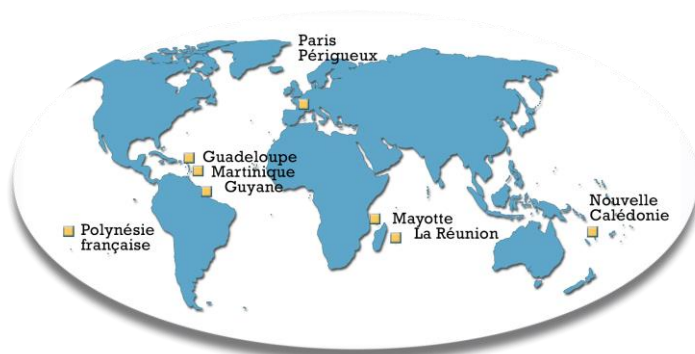 Paris
Périgueux
Guadeloupe
Martinique
Guyane
Nouvelle
Calédonie
Mayotte
La Réunion
Polynésie
française